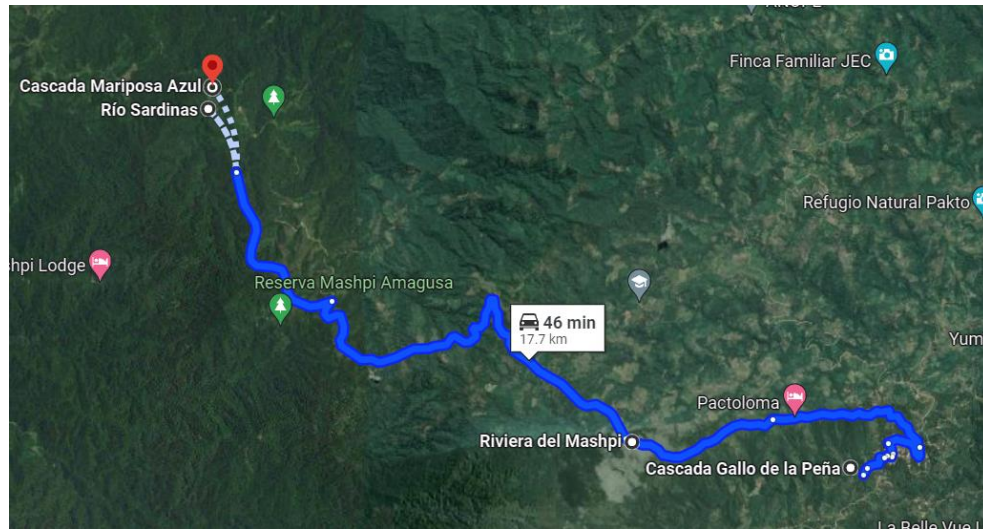 Finca Familiar JEC
Cascada Mariposa Azul
Río Sardinas
Refugio Natural Pakto
shpi Lodge
Reserva Mashpi Amagusa
46 min
17.7 km
Yum
Pactoloma
Riviera del Mashpi
Cascada Gallo de la Peña
La Belle Vue L